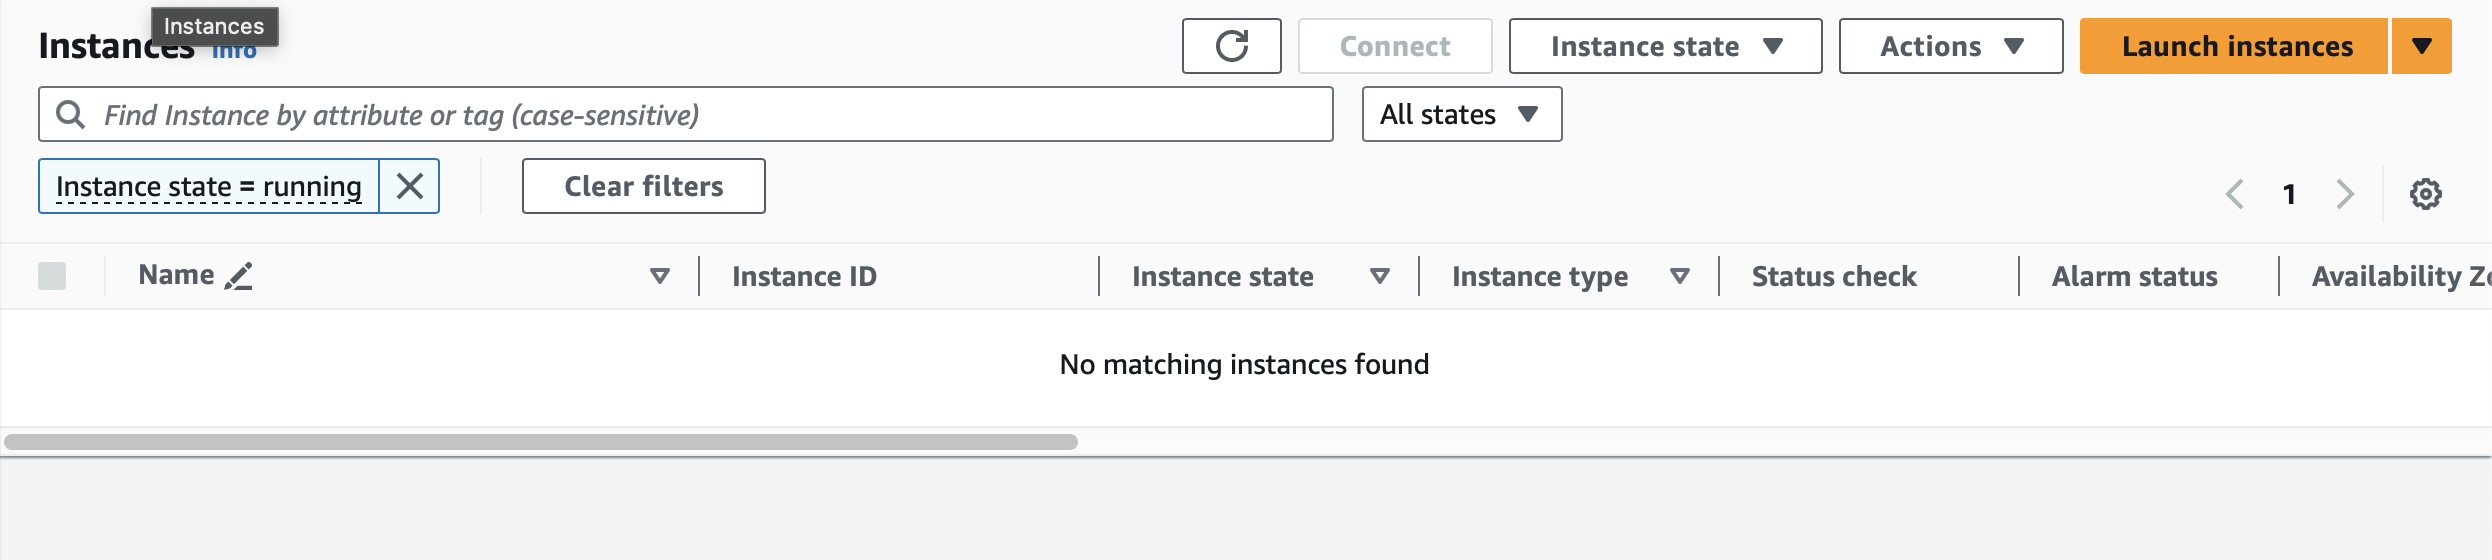 Instances
Instances Info
Connect
Instance state
Actions
Launch instances
Find Instance by attribute or tag (case-sensitive)
All states
Instance state = running
Clear filters
1
Name
Instance ID
Instance state
Instance type
Status check
Alarm status
Availability
No matching instances found